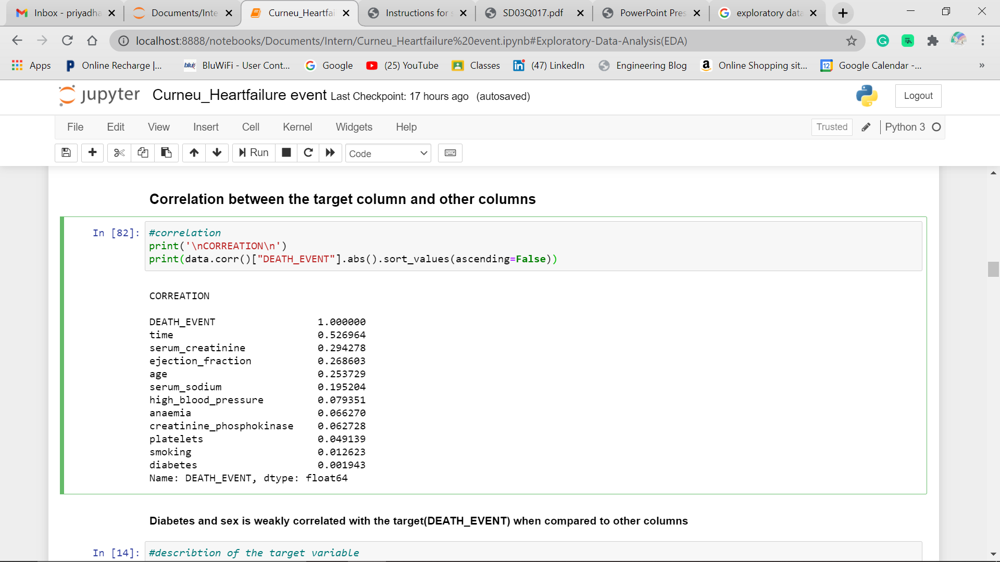 Inbox - priyadha
Documents/Inte
Curneu_Heartfai
Instructions for s
SD03Q017.pdf
PowerPoint Pres
exploratory data
localhost:8888/notebooks/Documents/Intern/Curneu_Heartfailure%20event.ipynb#Exploratory-Data-Analysis(EDA)
Apps
Online Recharge |...
BluWiFi - User Cont...
Google
(25) YouTube
Classes
(47) LinkedIn
Engineering Blog
Online Shopping sit...
12
Google Calendar -...
»
jupyter Curneu_Heartfailure event Last Checkpoint: 17 hours ago (autosaved)
Logout
File Edit View Insert Cell Kernel Widgets Help
Trusted
Python 3
Run
Code
Correlation between the target column and other columns
In [82]: #correlation
print('\nCORREATION\n')
print(data.corr()["DEATH_EVENT"].abs().sort_values(ascending=False))
CORREATION
DEATH_EVENT 1.000000
time 0.526964
serum_creatinine 0.294278
ejection_fraction 0.268603
age 0.253729
serum_sodium 0.195204
high_blood_pressure 0.079351
anaemia 0.066270
creatinine_phosphokinase 0.062728
platelets 0.049139
smoking 0.012623
diabetes 0.001943
Name: DEATH_EVENT, dtype: float64
Diabetes and sex is weakly correlated with the target(DEATH_EVENT) when compared to other columns
In [14]: #describtion of the target variable